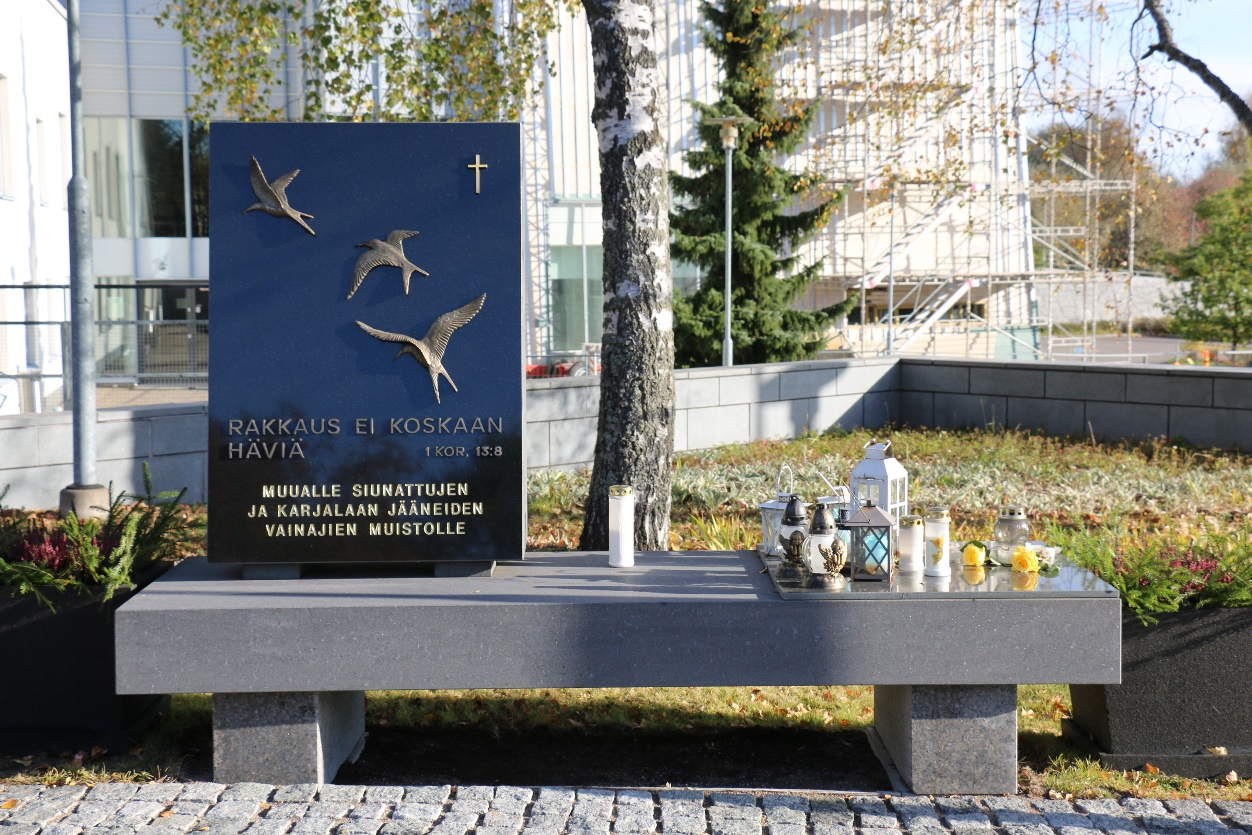 RAKKAUS EI KOSKAAN
HÄVIÄ 1 KOR, 13:8
MUUALLE SIUNATTUJEN
JA KARJALAAN JÄÄNEIDEN
VAINAJIEN MUISTOLLE